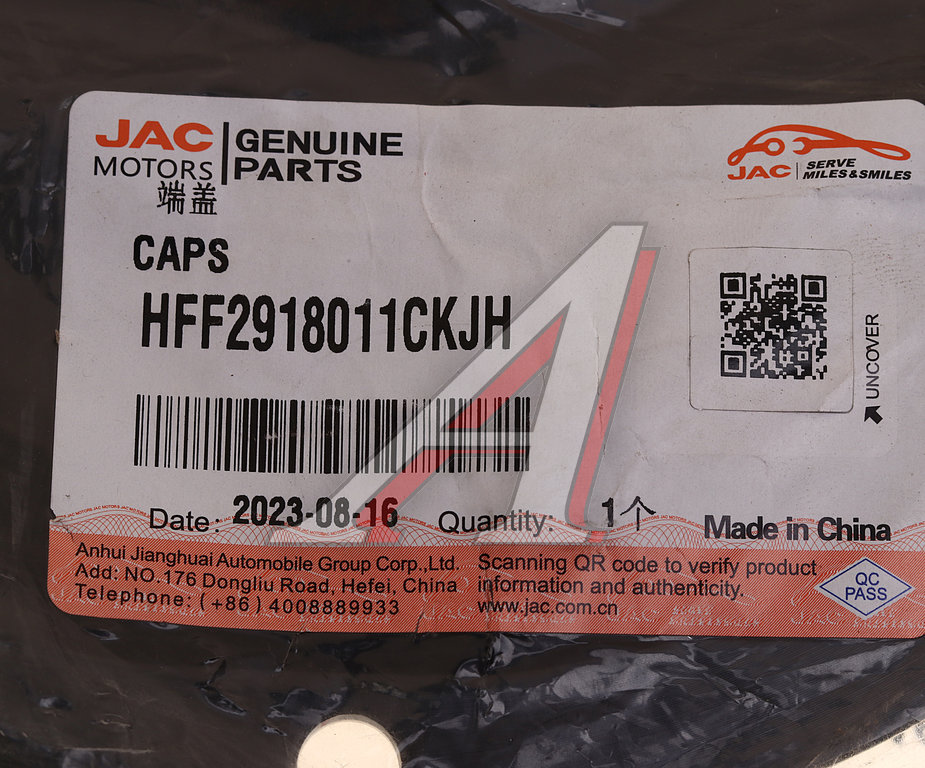 JAC
MOTORS
GENUINE
PARTS
JAC
SERVE
MILES&SMILES
端盖
CAPS
HFF2918011CKJH
UNCOVER
Date: 2023-08-16
Quantity: 1个
Made in China
Anhui Jianghuai Automobile Group Corp.,Ltd.
Add: NO.176 Dongliu Road, Hefei, China
Telephone: (+86) 4008889933
Scanning QR code to verify product
information and authenticity.
www.jac.com.cn
QC
PASS